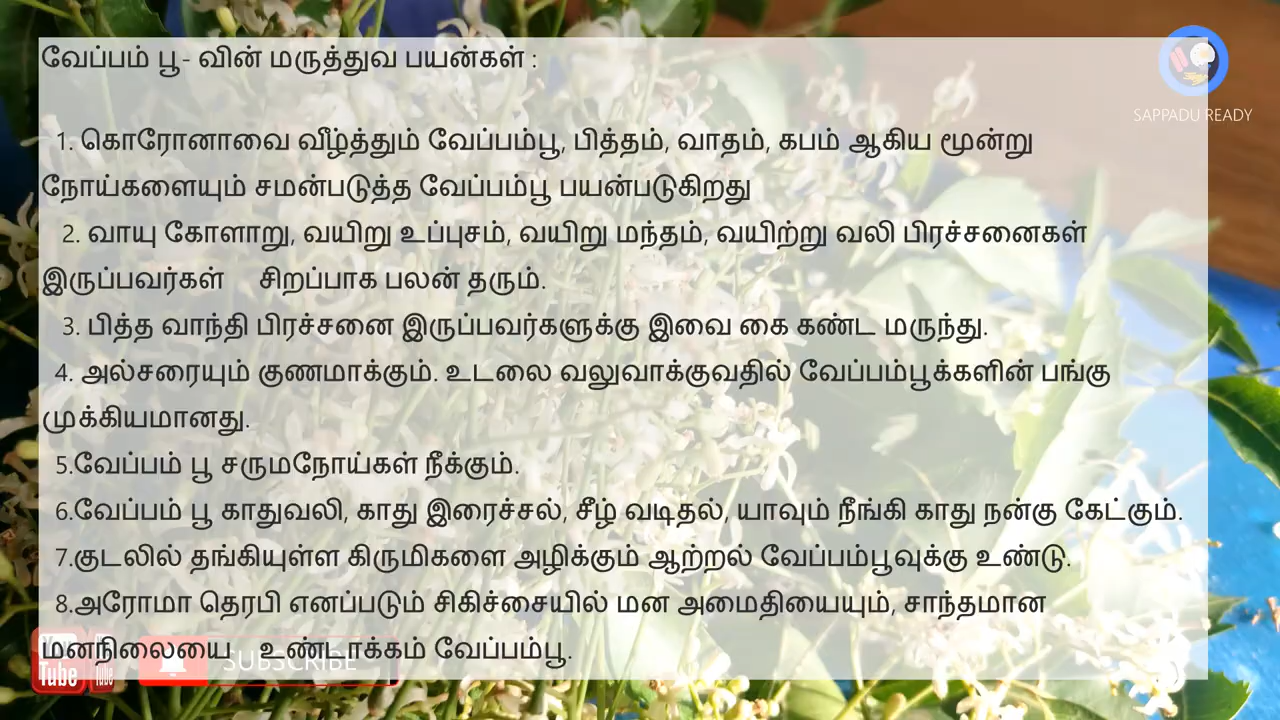 வேப்பம் பூ- வின் மருத்துவ பயன்கள் :
SAPPADU READY
1. கொரோனாவை வீழ்த்தும் வேப்பம்பூ, பித்தம், வாதம், கபம் ஆகிய மூன்று
நோய்களையும் சமன்படுத்த வேப்பம்பூ பயன்படுகிறது
2. வாயு கோளாறு, வயிறு உப்புசம், வயிறு மந்தம், வயிற்று வலி பிரச்சனைகள்
இருப்பவர்கள் சிறப்பாக பலன் தரும்.
3. பித்த வாந்தி பிரச்சனை இருப்பவர்களுக்கு இவை கை கண்ட மருந்து.
4. அல்சரையும் குணமாக்கும். உடலை வலுவாக்குவதில் வேப்பம்பூக்களின் பங்கு
முக்கியமானது.
5.வேப்பம் பூ சருமநோய்கள் நீக்கும்.
6.வேப்பம் பூ காதுவலி, காது இரைச்சல், சீழ் வடிதல், யாவும் நீங்கி காது நன்கு கேட்கும்.
7.குடலில் தங்கியுள்ள கிருமிகளை அழிக்கும் ஆற்றல் வேப்பம்பூவுக்கு உண்டு.
8.அரோமா தெரபி எனப்படும் சிகிச்சையில் மன அமைதியையும், சாந்தமான
மனநிலையை உண்டாக்கம் வேப்பம்பூ.
You Tube
SUBSCRIBE